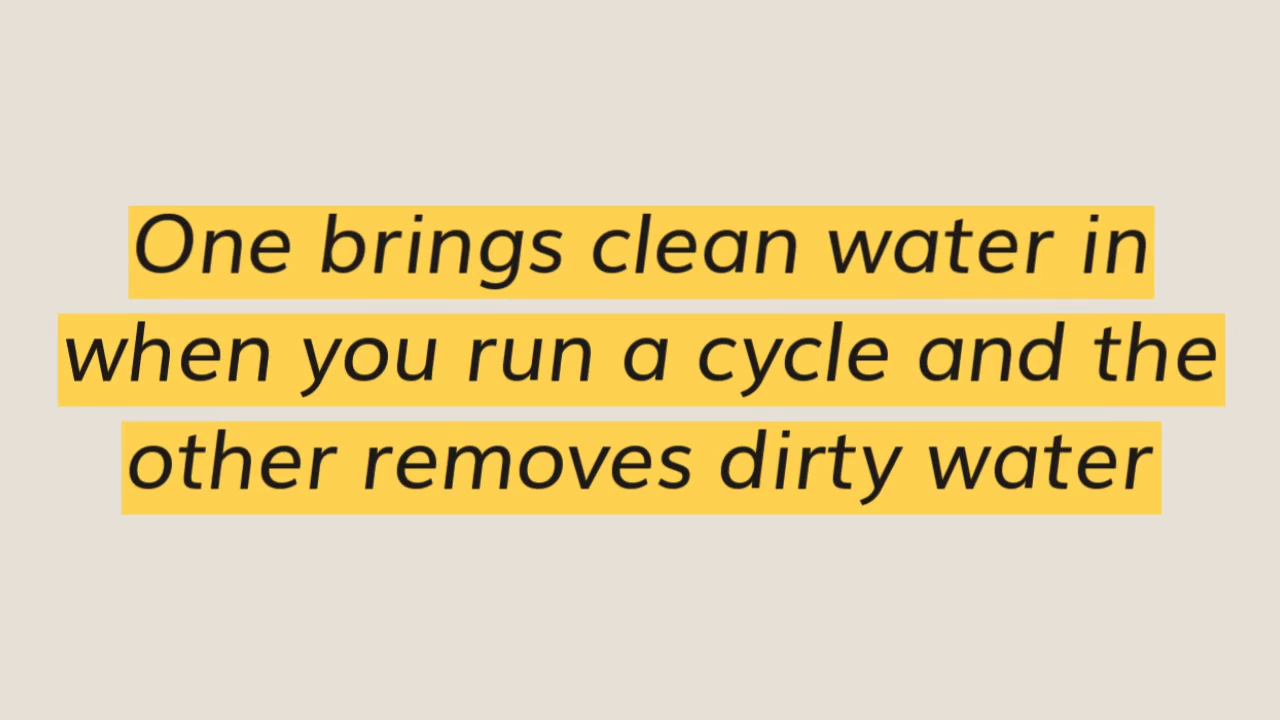 One brings clean water in
when you run a cycle and the
other removes dirty water